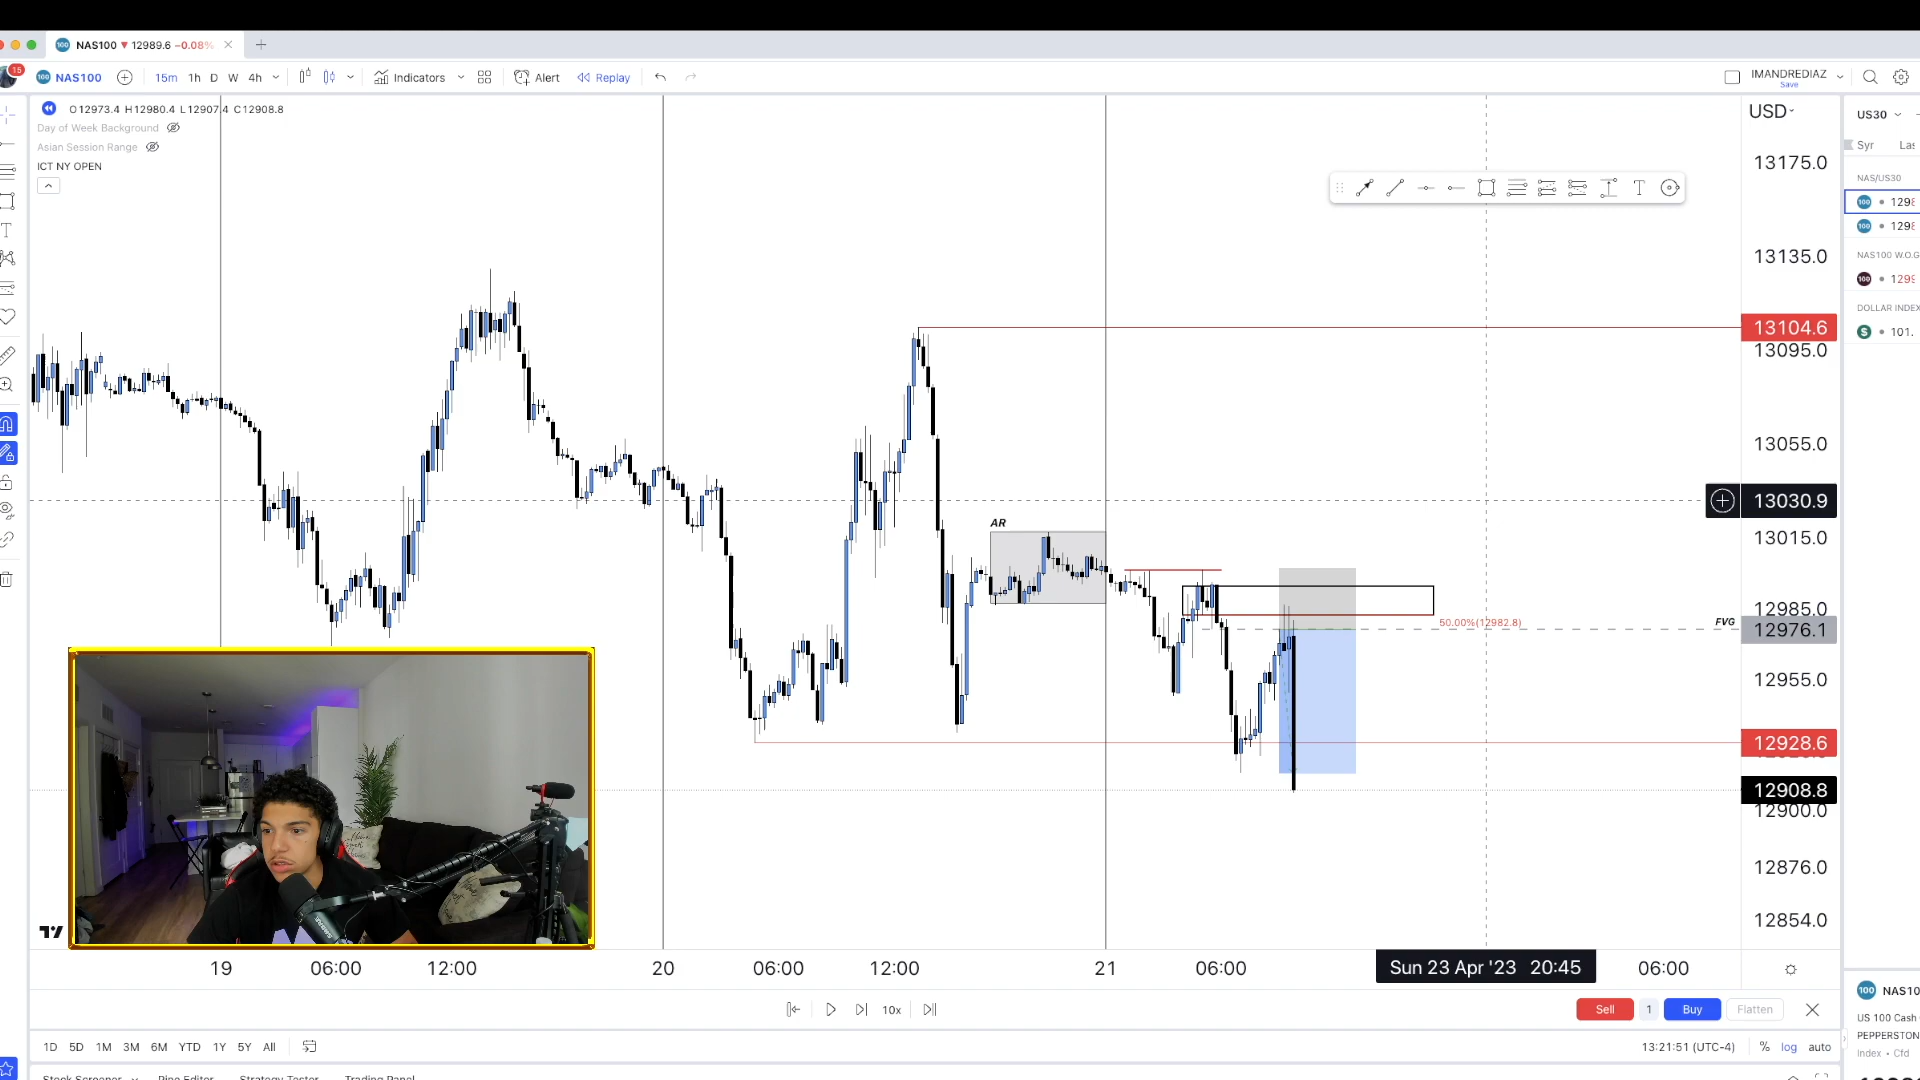 NAS100 ▼ 12989.6 −0.08%
15
NAS100
15m 1h D W 4h
Indicators
Alert
Replay
IMANDREDIAZ
Save
O12973.4 H12980.4 L12907.4 C12908.8
Day of Week Background
Asian Session Range
ICT NY OPEN
USD
US30
Syr
NAS/US30
NAS100 W.O.G
DOLLAR INDEX
101.
13175.0
13135.0
13104.6
13095.0
13055.0
13030.9
13015.0
12985.0
12976.1
12955.0
12928.6
12908.8
12900.0
12876.0
12854.0
AR
50.00%(12982.8)
FVG
19 06:00 12:00 20 06:00 12:00 21 06:00 Sun 23 Apr '23 20:45 06:00
10x
Sell 1 Buy Flatten
NAS10
US 100 Cash
PEPPERSTON
Index • Cfd
1D 5D 1M 3M 6M YTD 1Y 5Y All
13:21:51 (UTC-4) % log auto
Stock Screener Pine Editor Strategy Tester Trading Panel